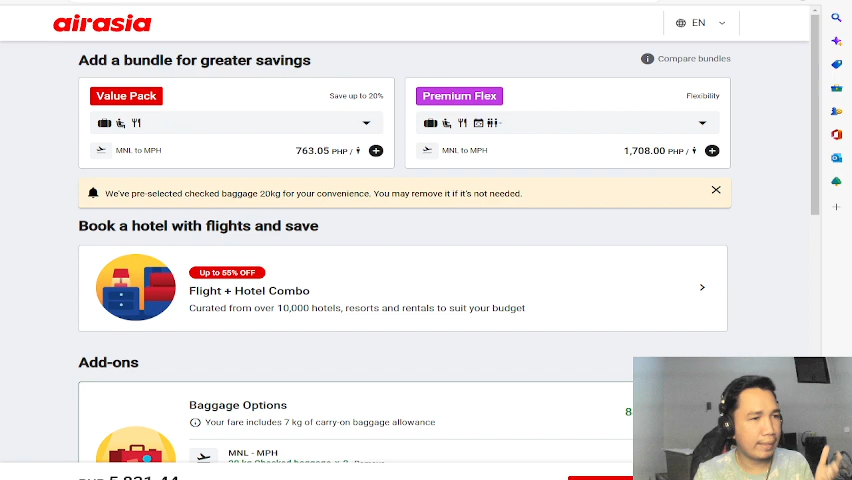 airasia
EN
Add a bundle for greater savings
Compare bundles
Value Pack
Save up to 20%
MNL to MPH
763.05 PHP /
Premium Flex
Flexibility
MNL to MPH
1,708.00 PHP /
We've pre-selected checked baggage 20kg for your convenience. You may remove it if it's not needed.
Book a hotel with flights and save
Up to 55% OFF
Flight + Hotel Combo
Curated from over 10,000 hotels, resorts and rentals to suit your budget
Add-ons
Baggage Options
8
Your fare includes 7 kg of carry-on baggage allowance
MNL - MPH